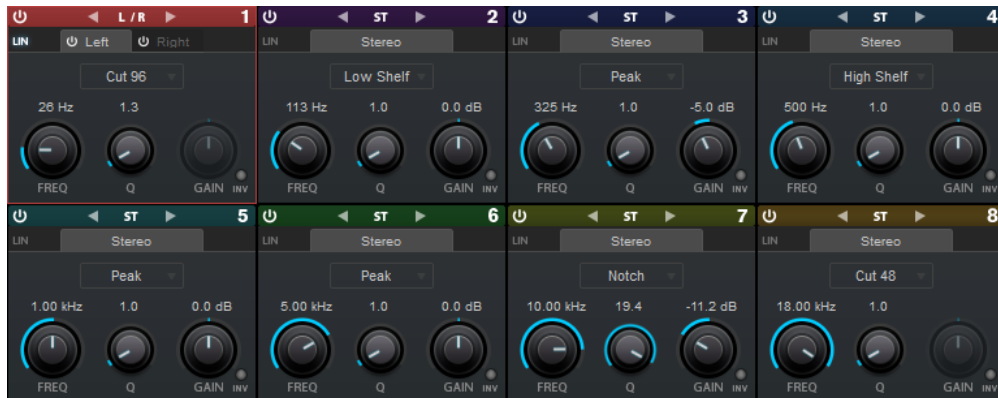 L / R 1
LIN Left Right
Cut 96
26 Hz 1.3
FREQ Q GAIN INV
ST 2
LIN Stereo
Low Shelf
113 Hz 1.0 0.0 dB
FREQ Q GAIN INV
ST 3
LIN Stereo
Peak
325 Hz 1.0 -5.0 dB
FREQ Q GAIN INV
ST 4
LIN Stereo
High Shelf
500 Hz 1.0 0.0 dB
FREQ Q GAIN INV
ST 5
LIN Stereo
Peak
1.00 kHz 1.0 0.0 dB
FREQ Q GAIN INV
ST 6
LIN Stereo
Peak
5.00 kHz 1.0 0.0 dB
FREQ Q GAIN INV
ST 7
LIN Stereo
Notch
10.00 kHz 19.4 -11.2 dB
FREQ Q GAIN INV
ST 8
LIN Stereo
Cut 48
18.00 kHz 1.0
FREQ Q GAIN INV